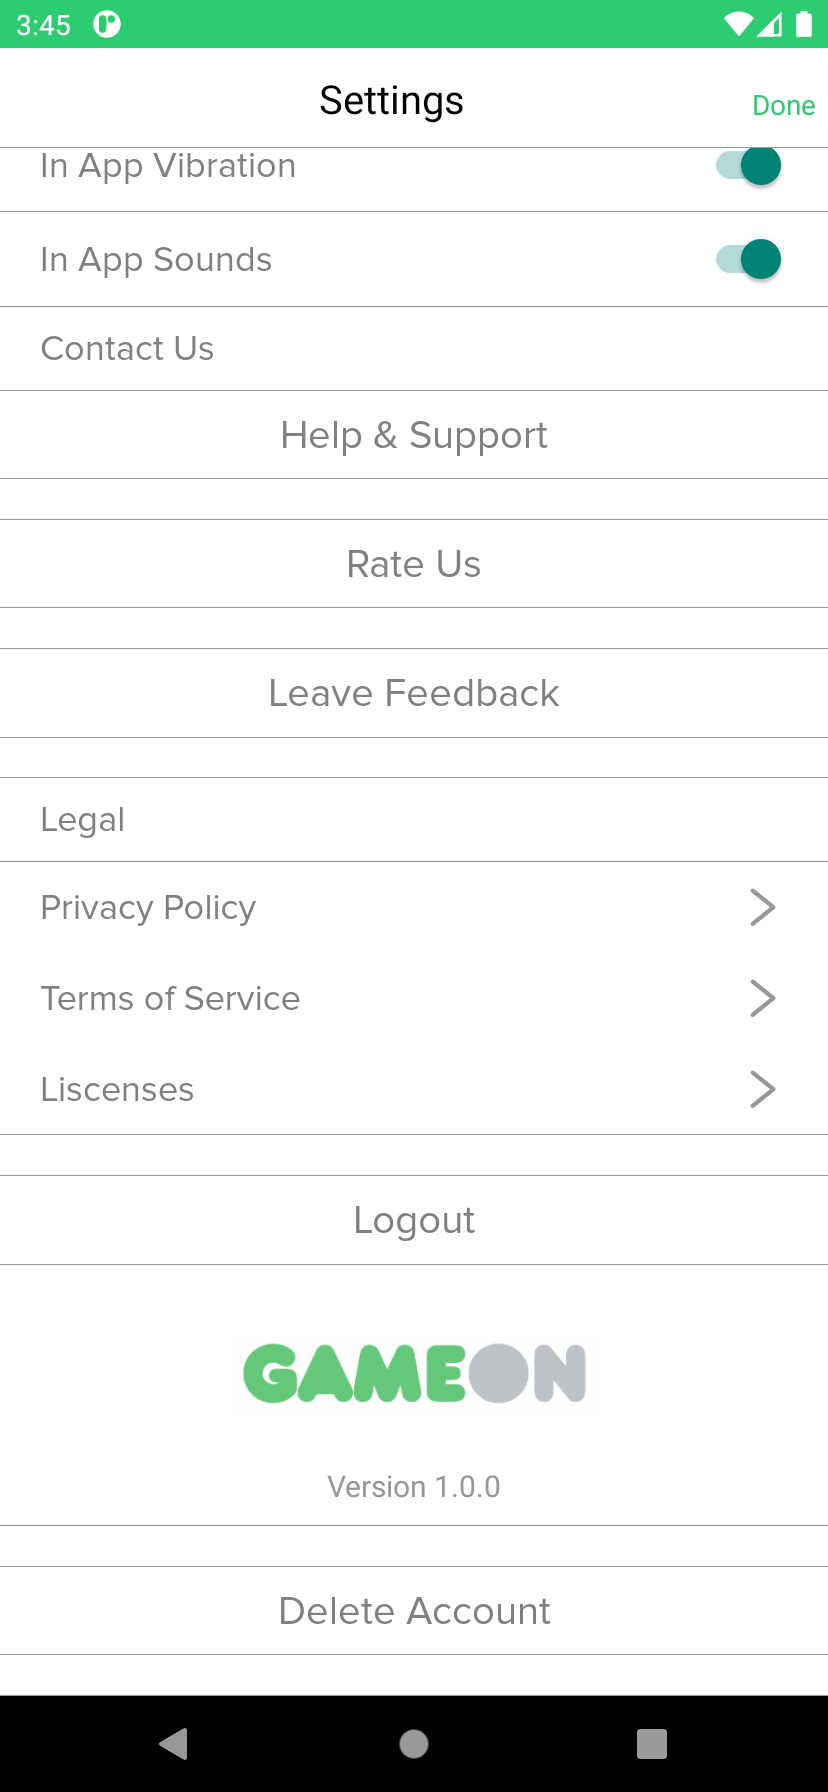 3:45
Settings
Done
In App Vibration
In App Sounds
Contact Us
Help & Support
Rate Us
Leave Feedback
Legal
Privacy Policy
Terms of Service
Liscenses
Logout
GAMEON
Version 1.0.0
Delete Account